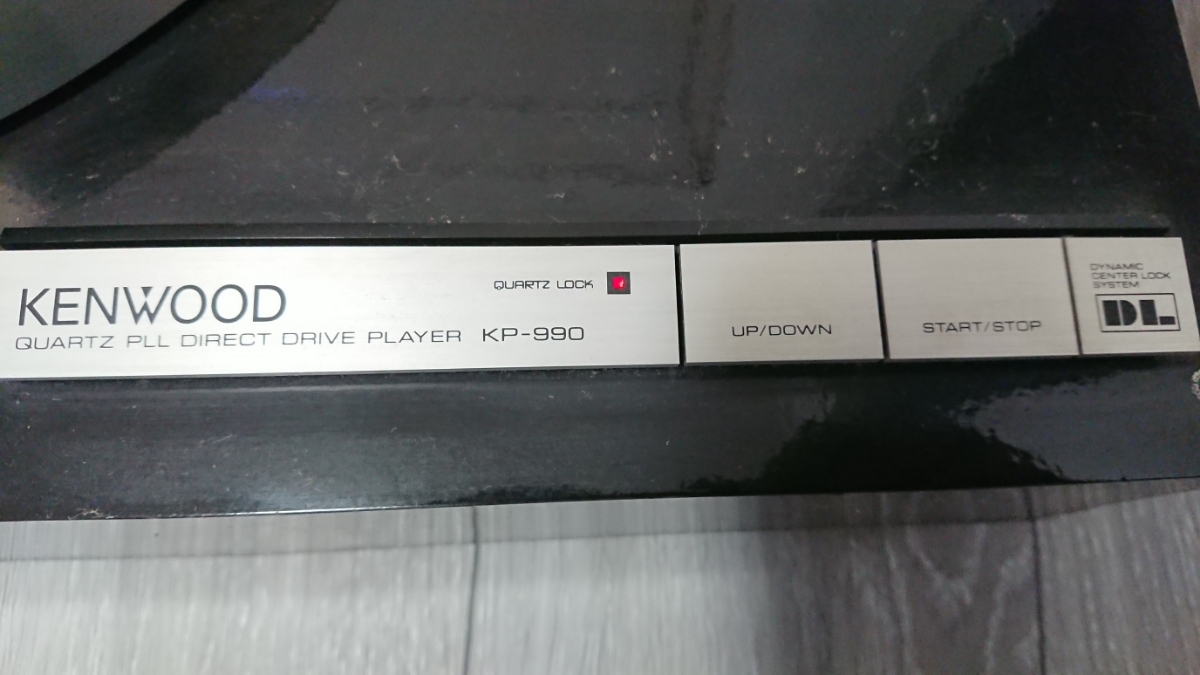 KENWOOD
QUARTZ PLL DIRECT DRIVE PLAYER KP-990
QUARTZ LOCK
UP/DOWN
START/STOP
DYNAMIC
CENTER LOCK
SYSTEM
DL